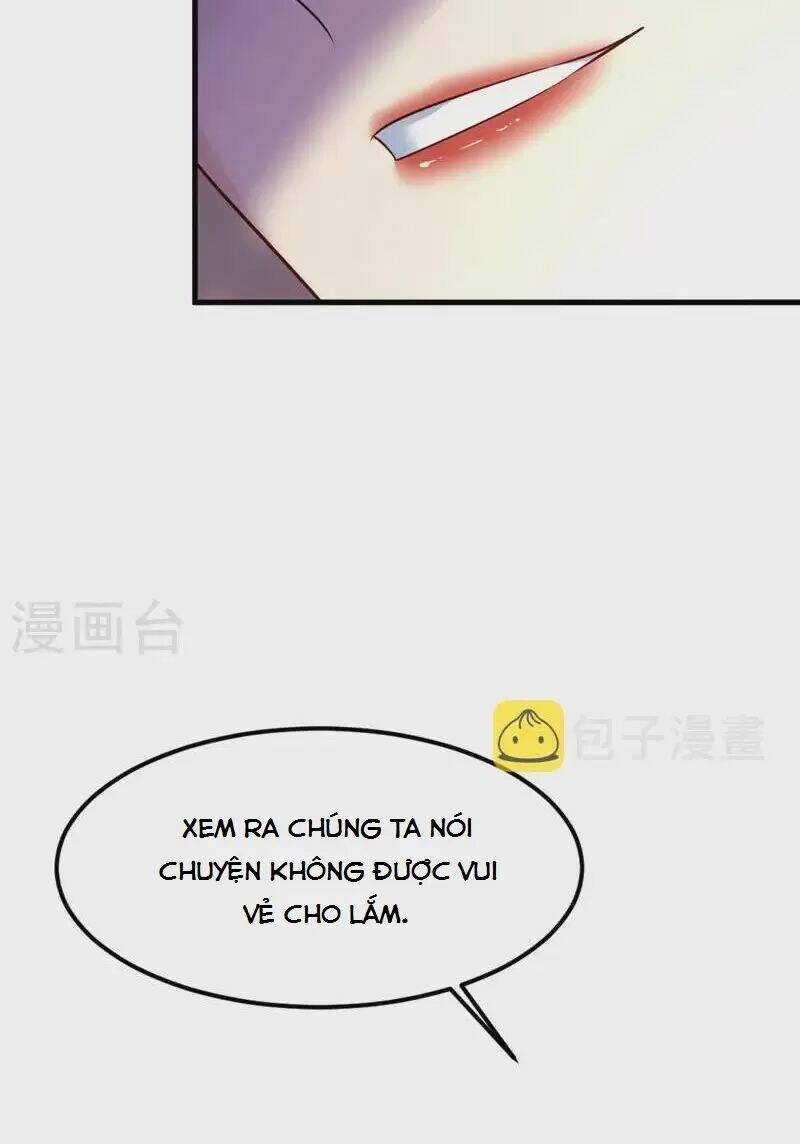 漫画台
包子漫畫
XEM RA CHÚNG TA NÓI
CHUYỆN KHÔNG ĐƯỢC VUI
VẺ CHO LẮM.